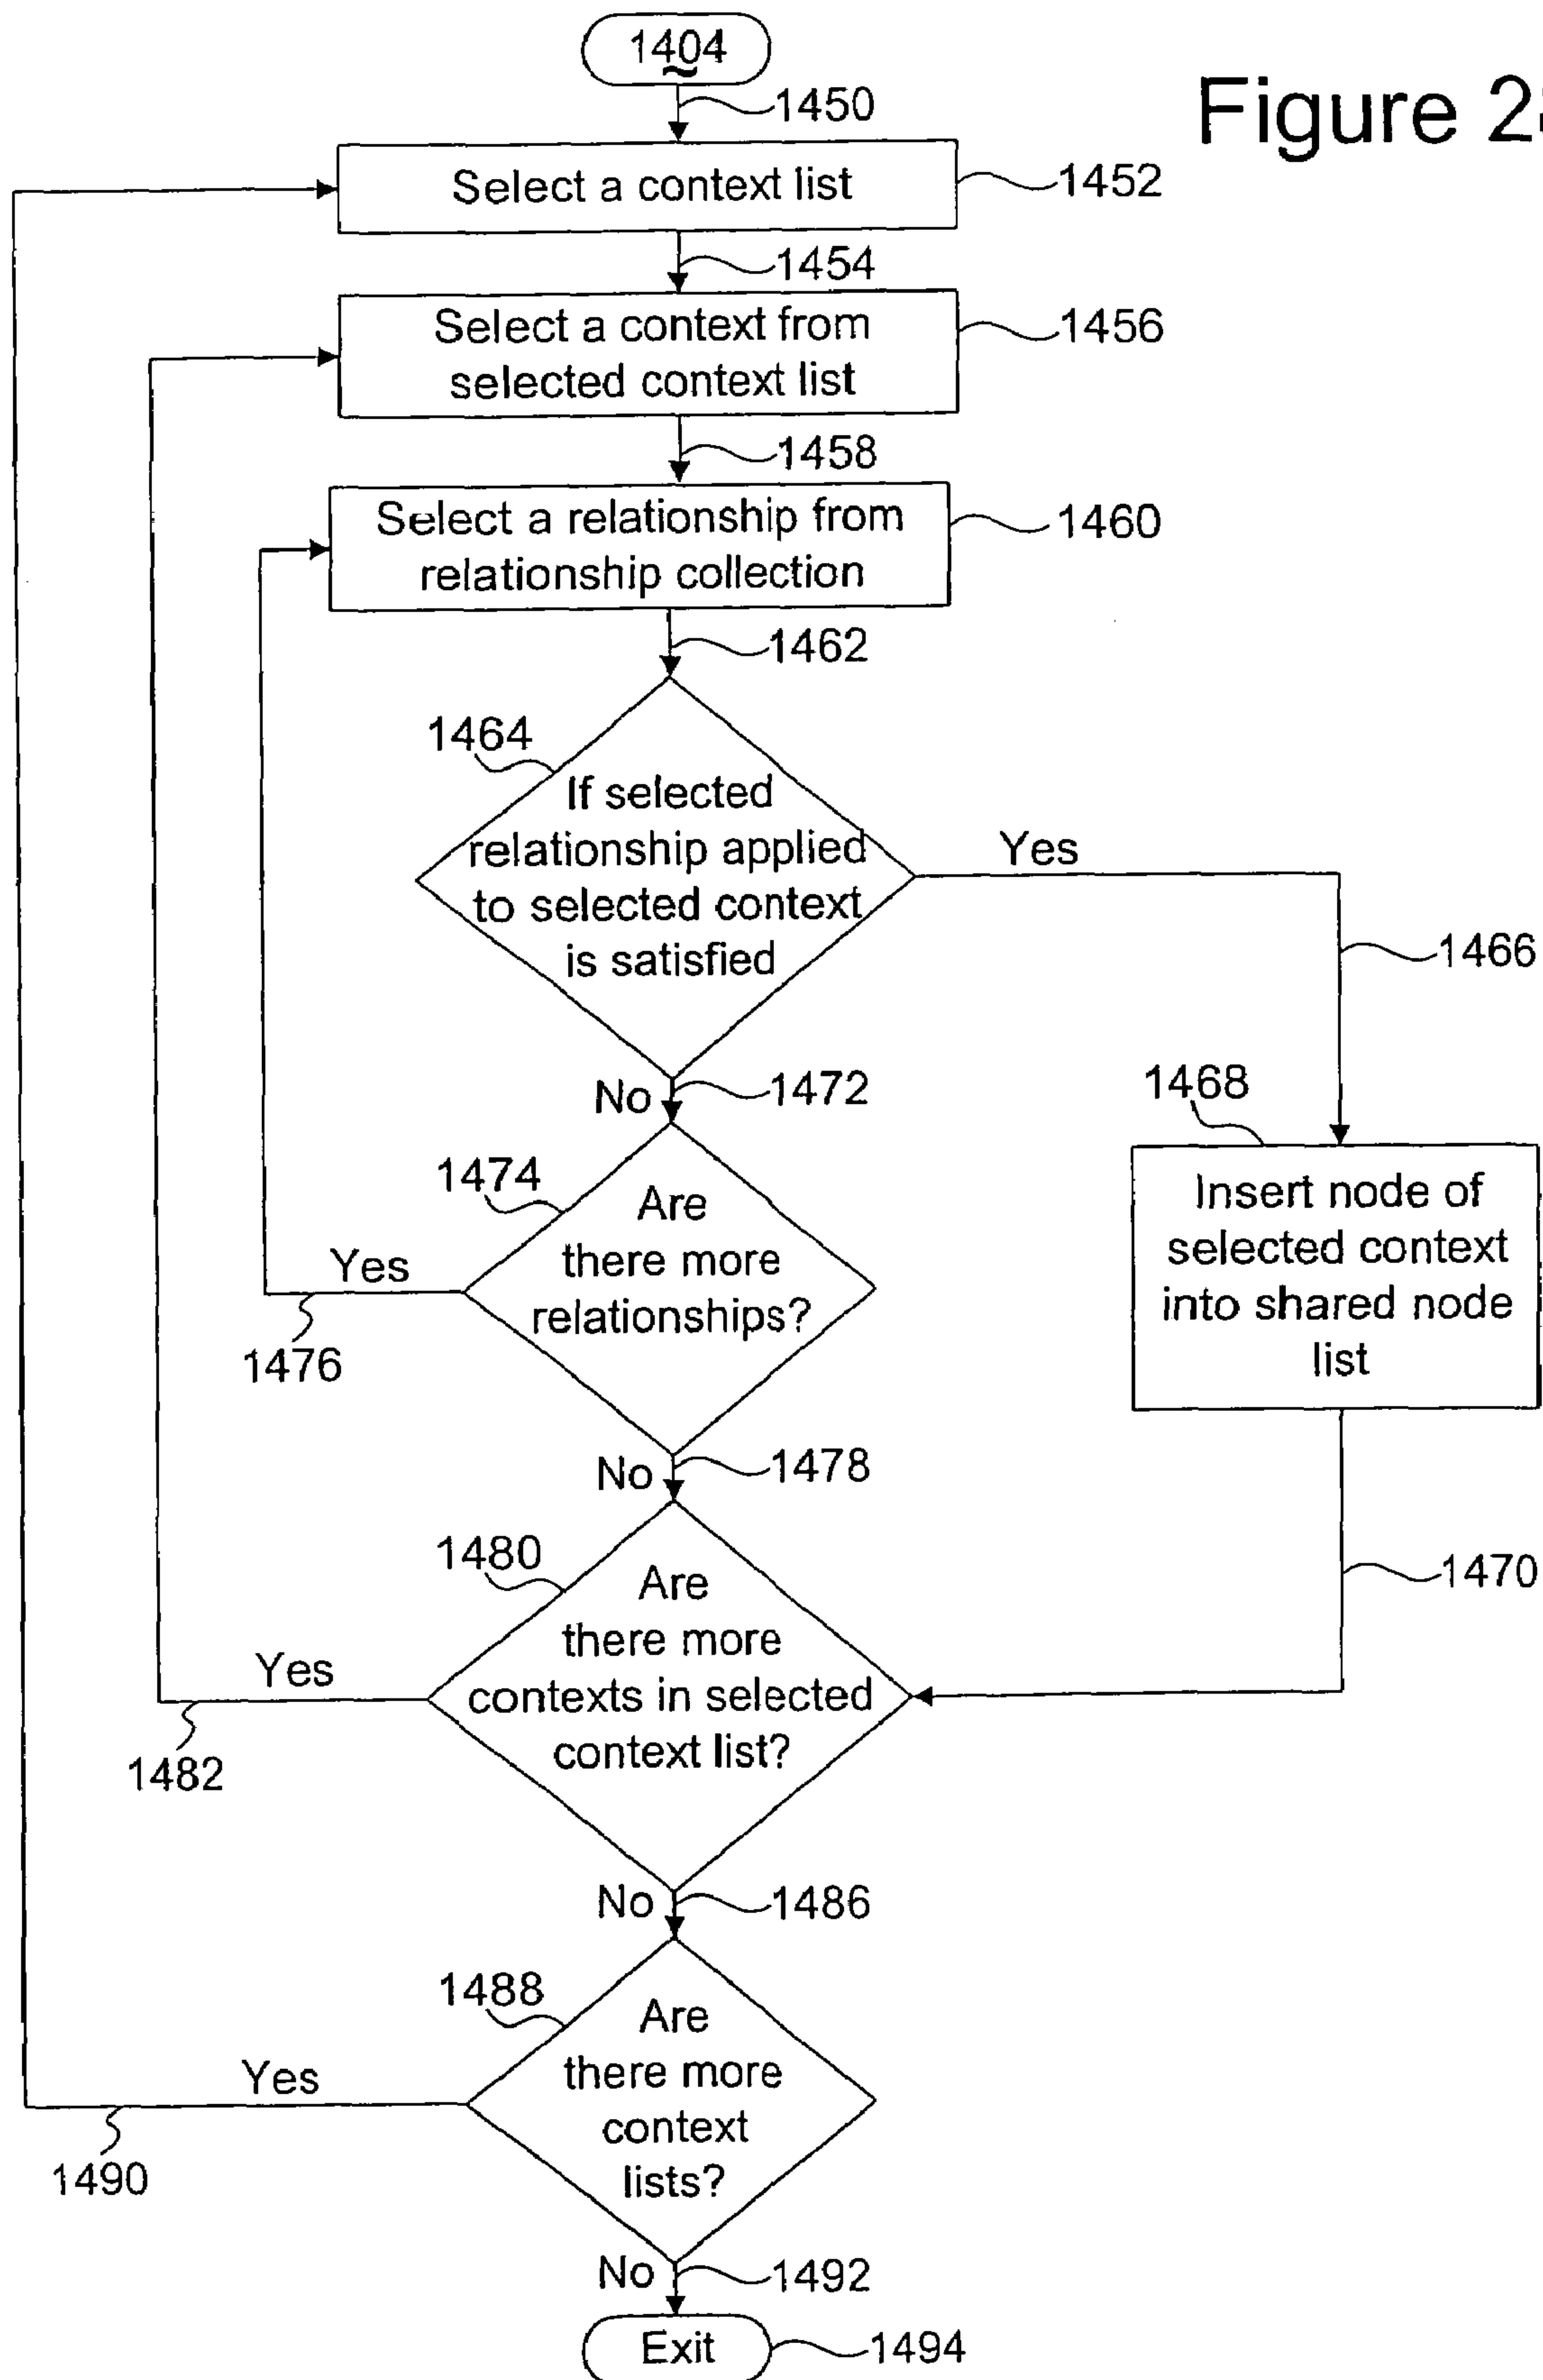 1404
Figure 2
1450
Select a context list
1452
1454
Select a context from
selected context list
1456
1458
Select a relationship from
relationship collection
1460
1462
1464
If selected
relationship applied
to selected context
is satisfied
Yes
1466
No
1472
1468
Insert node of
selected context
into shared node
list
1474
Are
there more
relationships?
Yes
1476
No
1478
1470
1480
Are
there more
contexts in selected
context list?
Yes
1482
No
1486
1488
Are
there more
context
lists?
Yes
1490
No
1492
Exit
1494